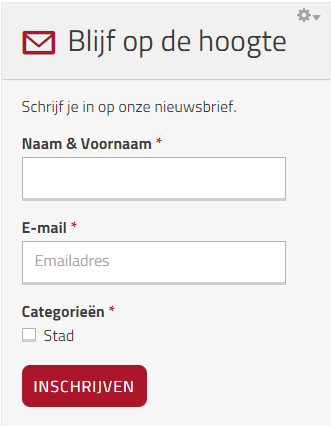 Blijf op de hoogte
Schrijf je in op onze nieuwsbrief.
Naam & Voornaam *
E-mail *
Emailadres
Categorieën *
Stad
INSCHRIJVEN